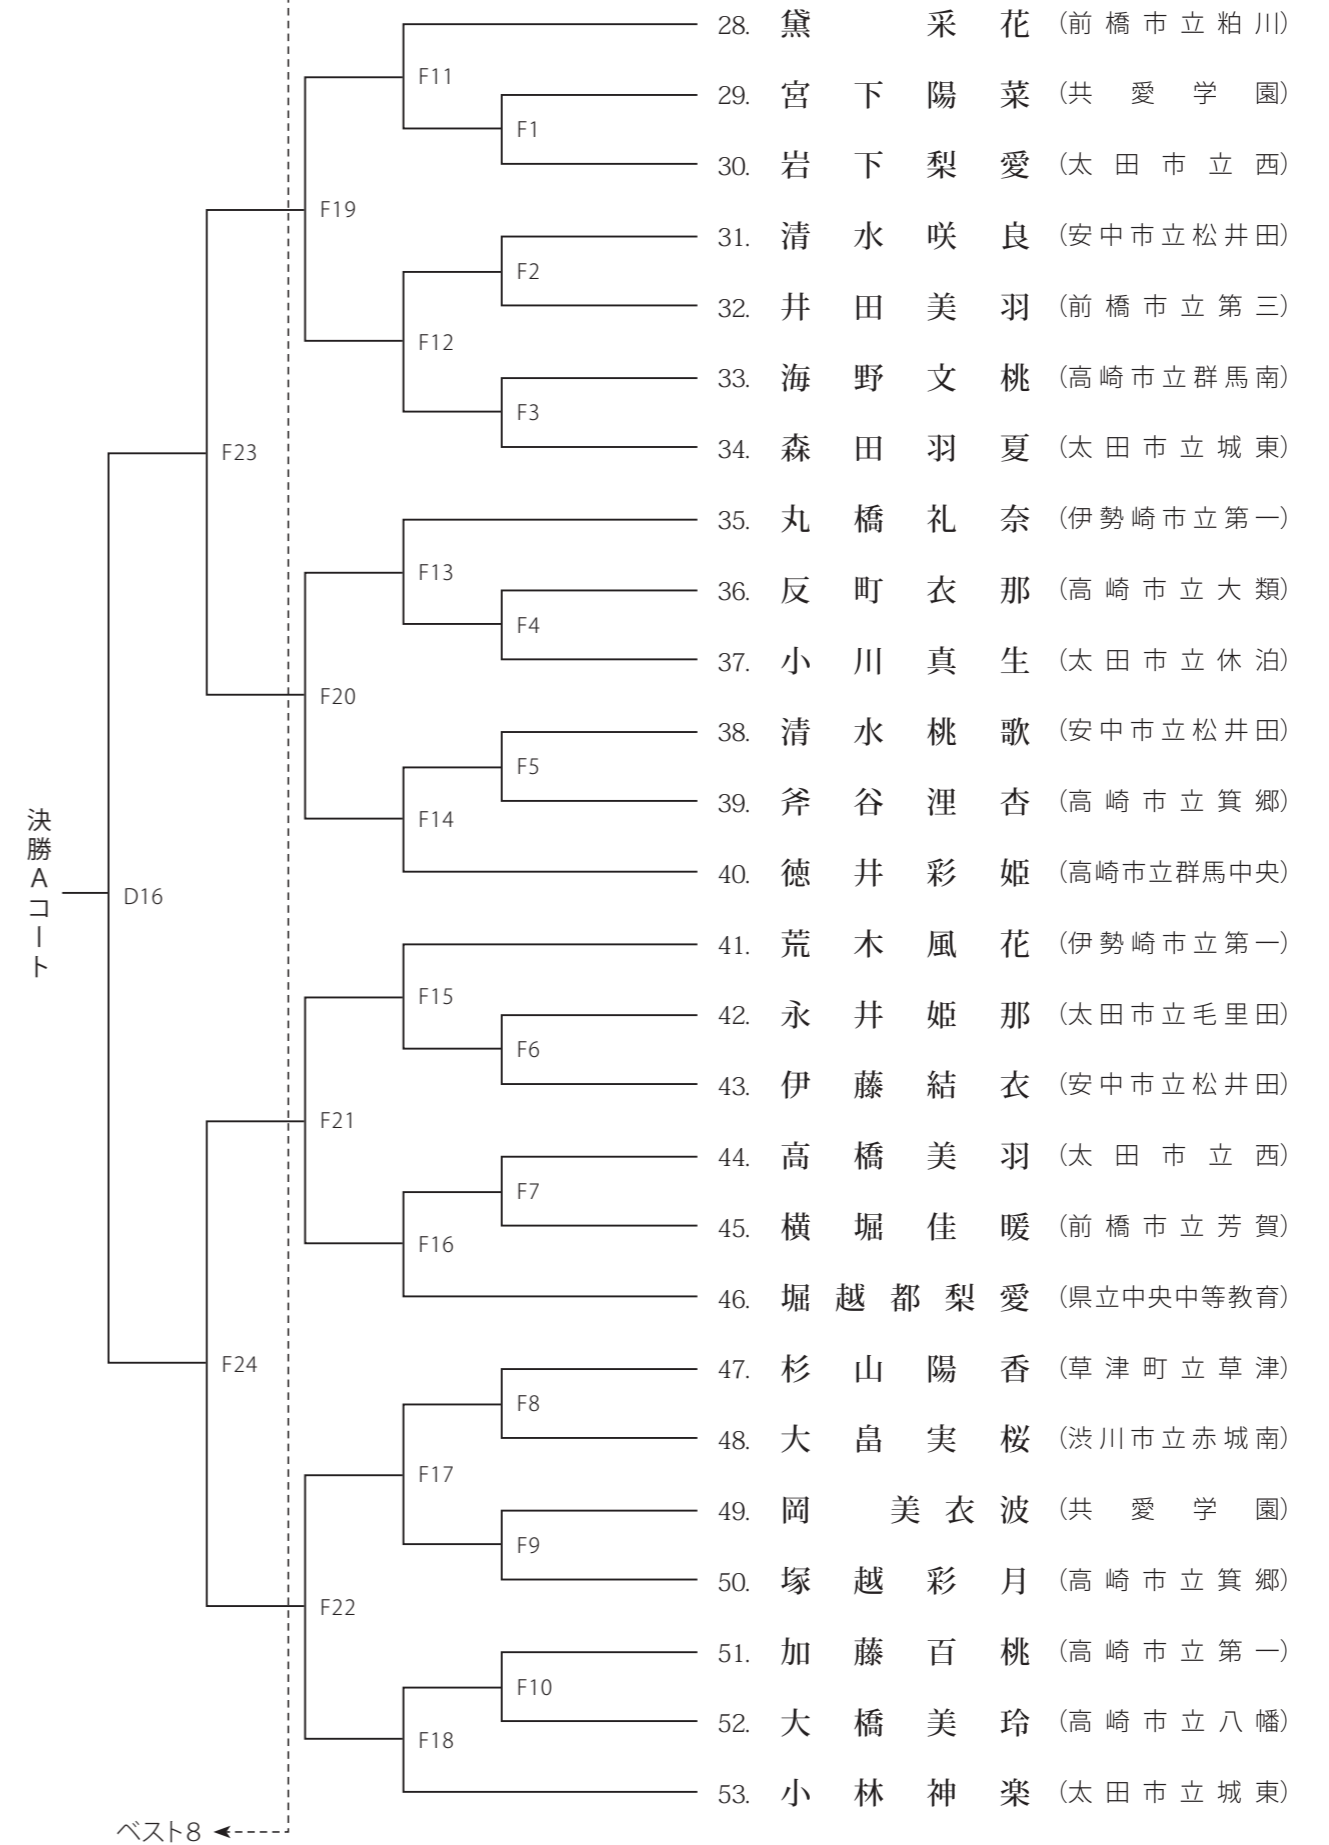 28. 黛 采花 (前橋市立粕川)
F11
29. 宮下陽菜 (共愛学園)
F1
30. 岩下梨愛 (太田市立西)
F19
31. 清水咲良 (安中市立松井田)
F2
32. 井田美羽 (前橋市立第三)
F12
33. 海野文桃 (高崎市立群馬南)
F3
34. 森田羽夏 (太田市立城東)
F23
35. 丸橋礼奈 (伊勢崎市立第一)
F13
36. 反町衣那 (高崎市立大類)
F4
37. 小川真生 (太田市立休泊)
F20
38. 清水桃歌 (安中市立松井田)
F5
39. 斧谷浬杏 (高崎市立箕郷)
F14
40. 徳井彩姫 (高崎市立群馬中央)
決勝Aコート
D16
41. 荒木風花 (伊勢崎市立第一)
F15
42. 永井姫那 (太田市立毛里田)
F6
43. 伊藤結衣 (安中市立松井田)
F21
44. 高橋美羽 (太田市立西)
F7
45. 横堀佳暖 (前橋市立芳賀)
F16
46. 堀越都梨愛 (県立中央中等教育)
F24
47. 杉山陽香 (草津町立草津)
F8
48. 大畠実桜 (渋川市立赤城南)
F17
49. 岡 美衣波 (共愛学園)
F9
50. 塚越彩月 (高崎市立箕郷)
F22
51. 加藤百桃 (高崎市立第一)
F10
52. 大橋美玲 (高崎市立八幡)
F18
53. 小林神楽 (太田市立城東)
ベスト8